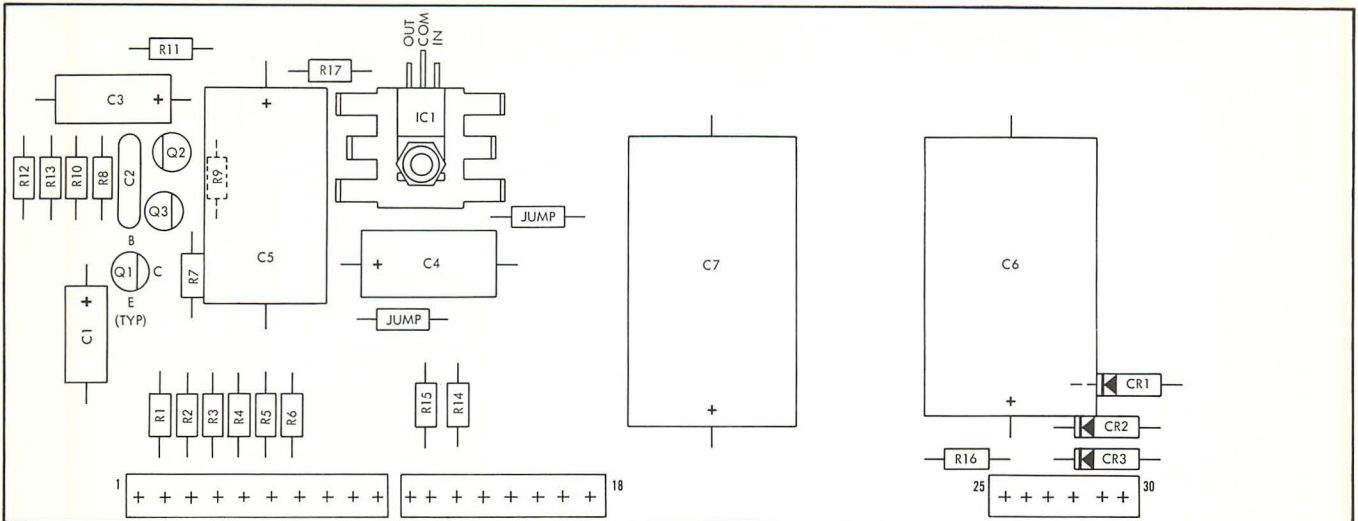 OUT
COM
IN
R11
R17
C3 +
+
IC1
R12
R13
R10
R8
C2
Q2
R9
Q3
JUMP
B
Q1 C
R7
C5
+ C4
C7
C6
E
(TYP)
+
C1
JUMP
CR1
R1
R2
R3
R4
R5
R6
R15
R14
+
+
CR2
R16
CR3
1 + + + + + + + + + +
+ + + + + + + + 18
25 + + + + + + 30